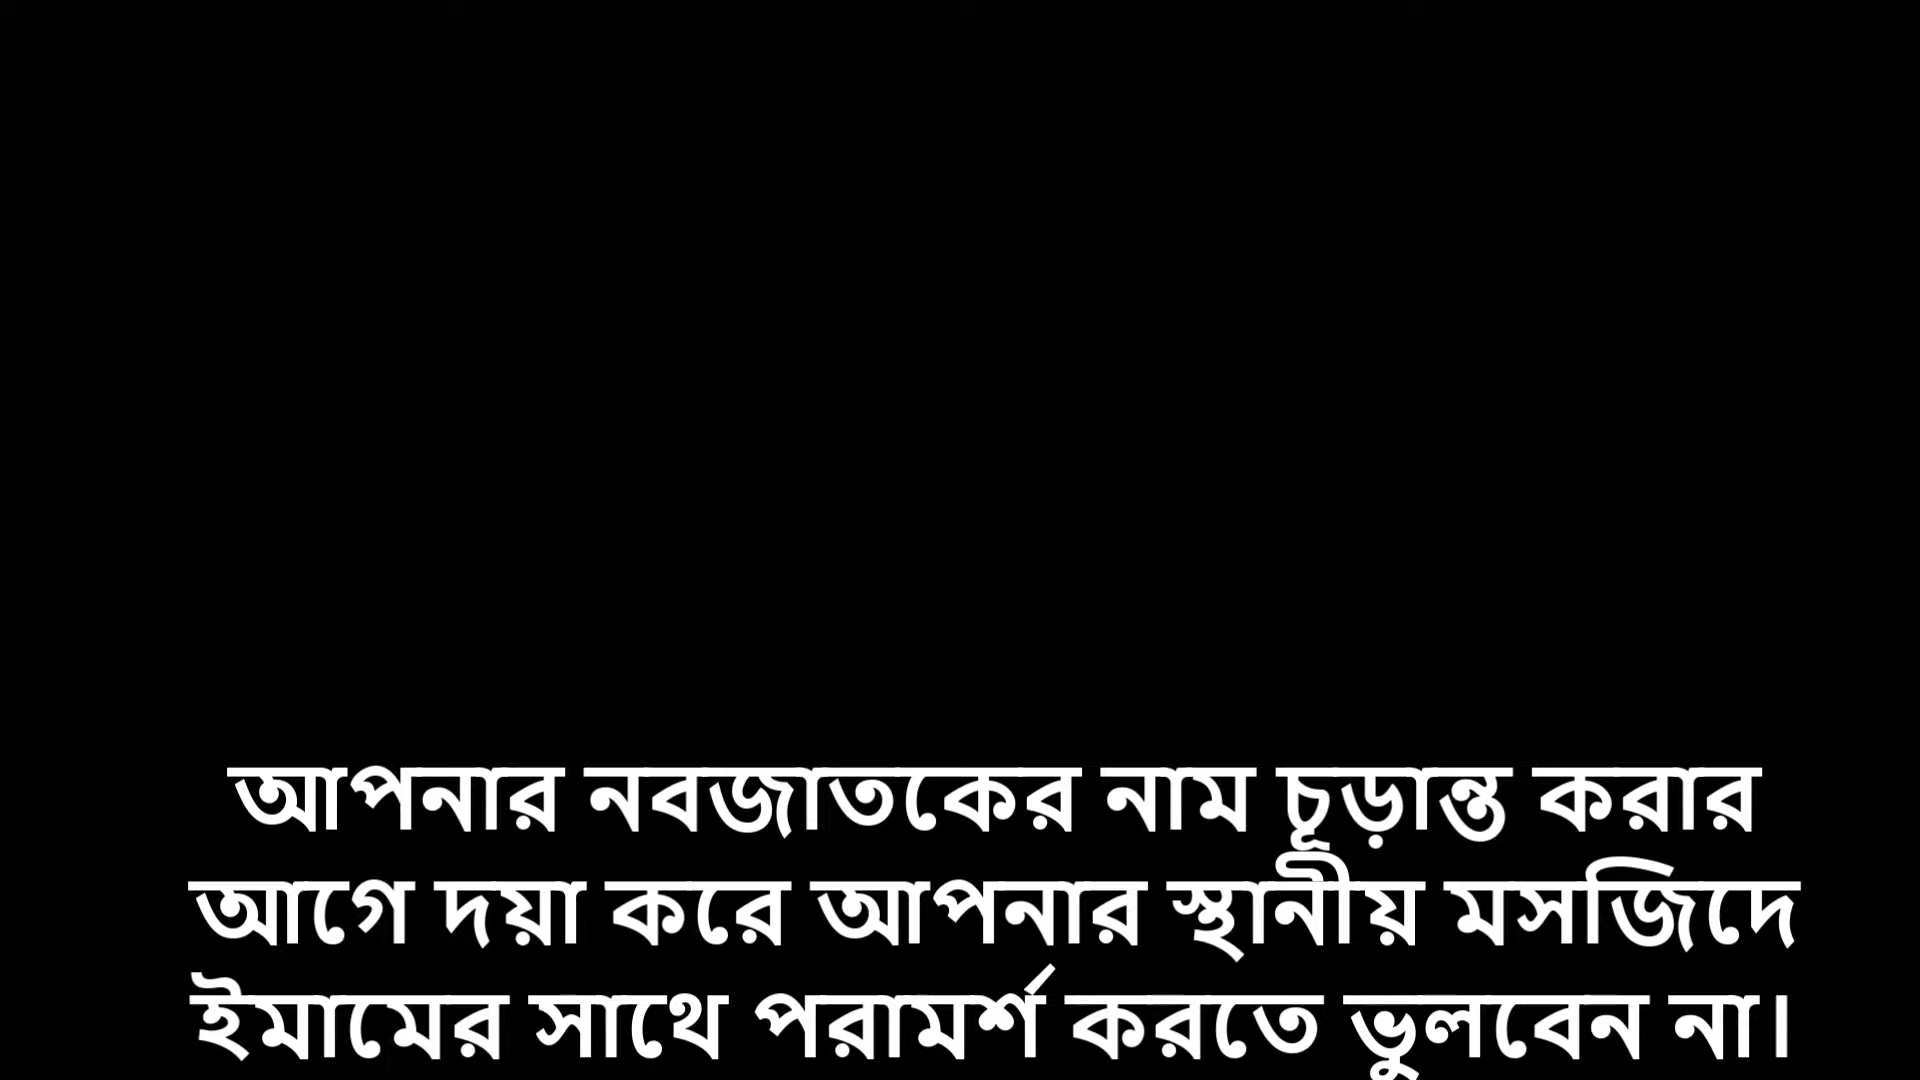 আপনার নবজাতকের নাম চূড়ান্ত করার
আগে দয়া করে আপনার স্থানীয় মসজিদে
ইমামের সাথে পরামর্শ করতে ভুলবেন না।